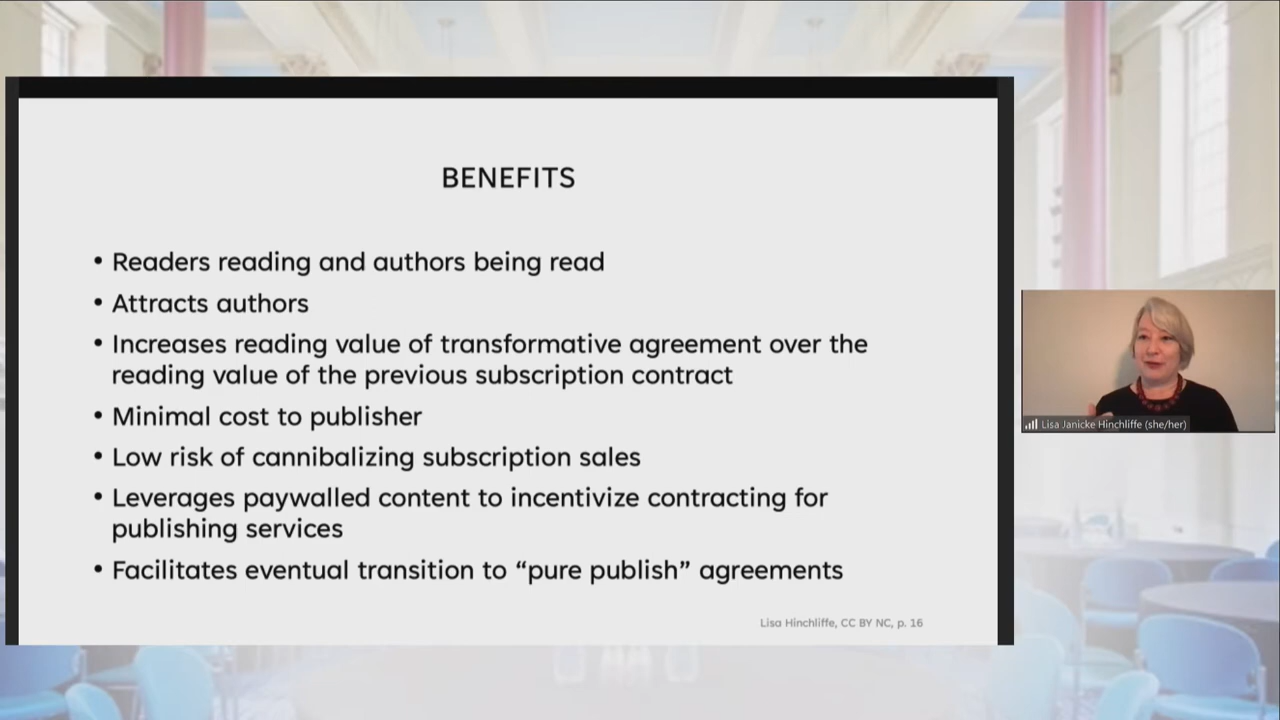 BENEFITS
• Readers reading and authors being read
• Attracts authors
• Increases reading value of transformative agreement over the
reading value of the previous subscription contract
• Minimal cost to publisher
• Low risk of cannibalizing subscription sales
• Leverages paywalled content to incentivize contracting for
publishing services
• Facilitates eventual transition to “pure publish” agreements
Lisa Hinchliffe, CC BY NC, p. 16
Lisa Janicke Hinchliffe (she/her)